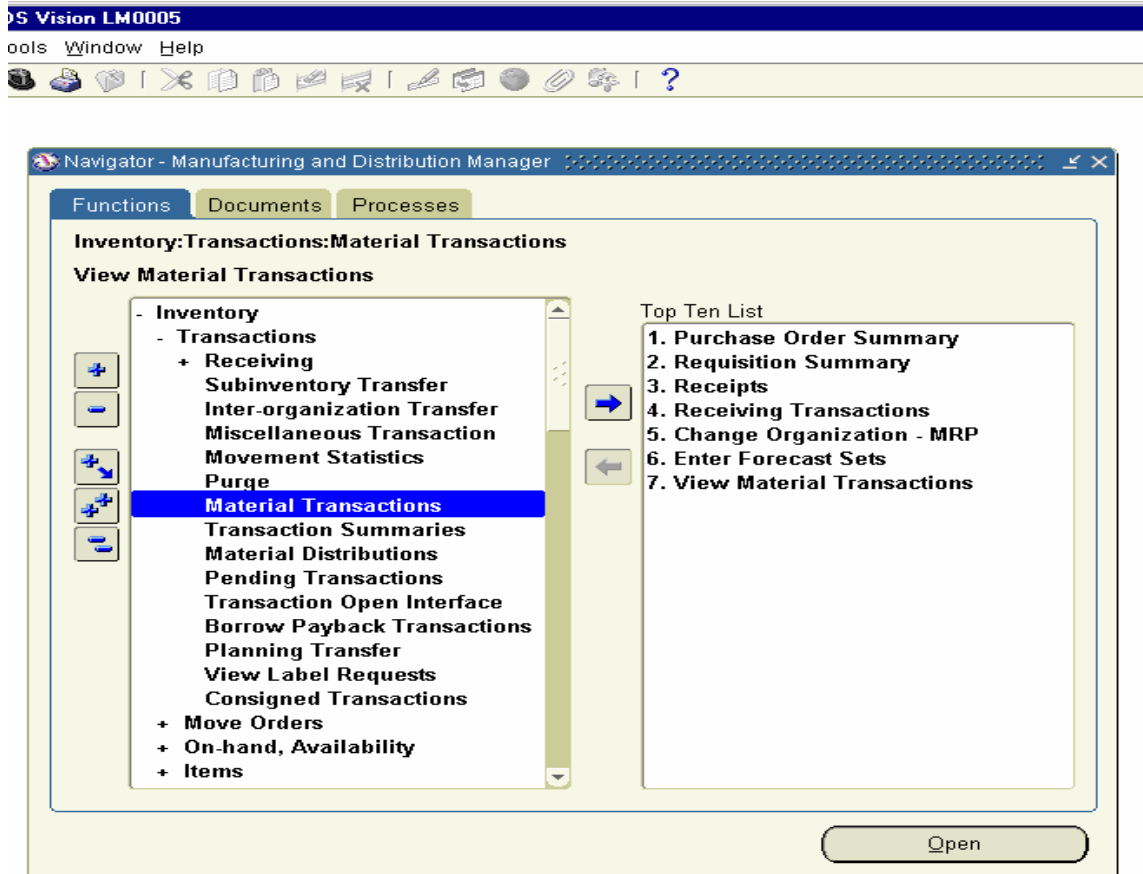 OS Vision LM0005
ools Window Help
Navigator - Manufacturing and Distribution Manager
Functions Documents Processes
Inventory:Transactions:Material Transactions
View Material Transactions
- Inventory
- Transactions
+ Receiving
Subinventory Transfer
Inter-organization Transfer
Miscellaneous Transaction
Movement Statistics
Purge
Material Transactions
Transaction Summaries
Material Distributions
Pending Transactions
Transaction Open Interface
Borrow Payback Transactions
Planning Transfer
View Label Requests
Consigned Transactions
+ Move Orders
+ On-hand, Availability
+ Items
Top Ten List
1. Purchase Order Summary
2. Requisition Summary
3. Receipts
4. Receiving Transactions
5. Change Organization - MRP
6. Enter Forecast Sets
7. View Material Transactions
Open